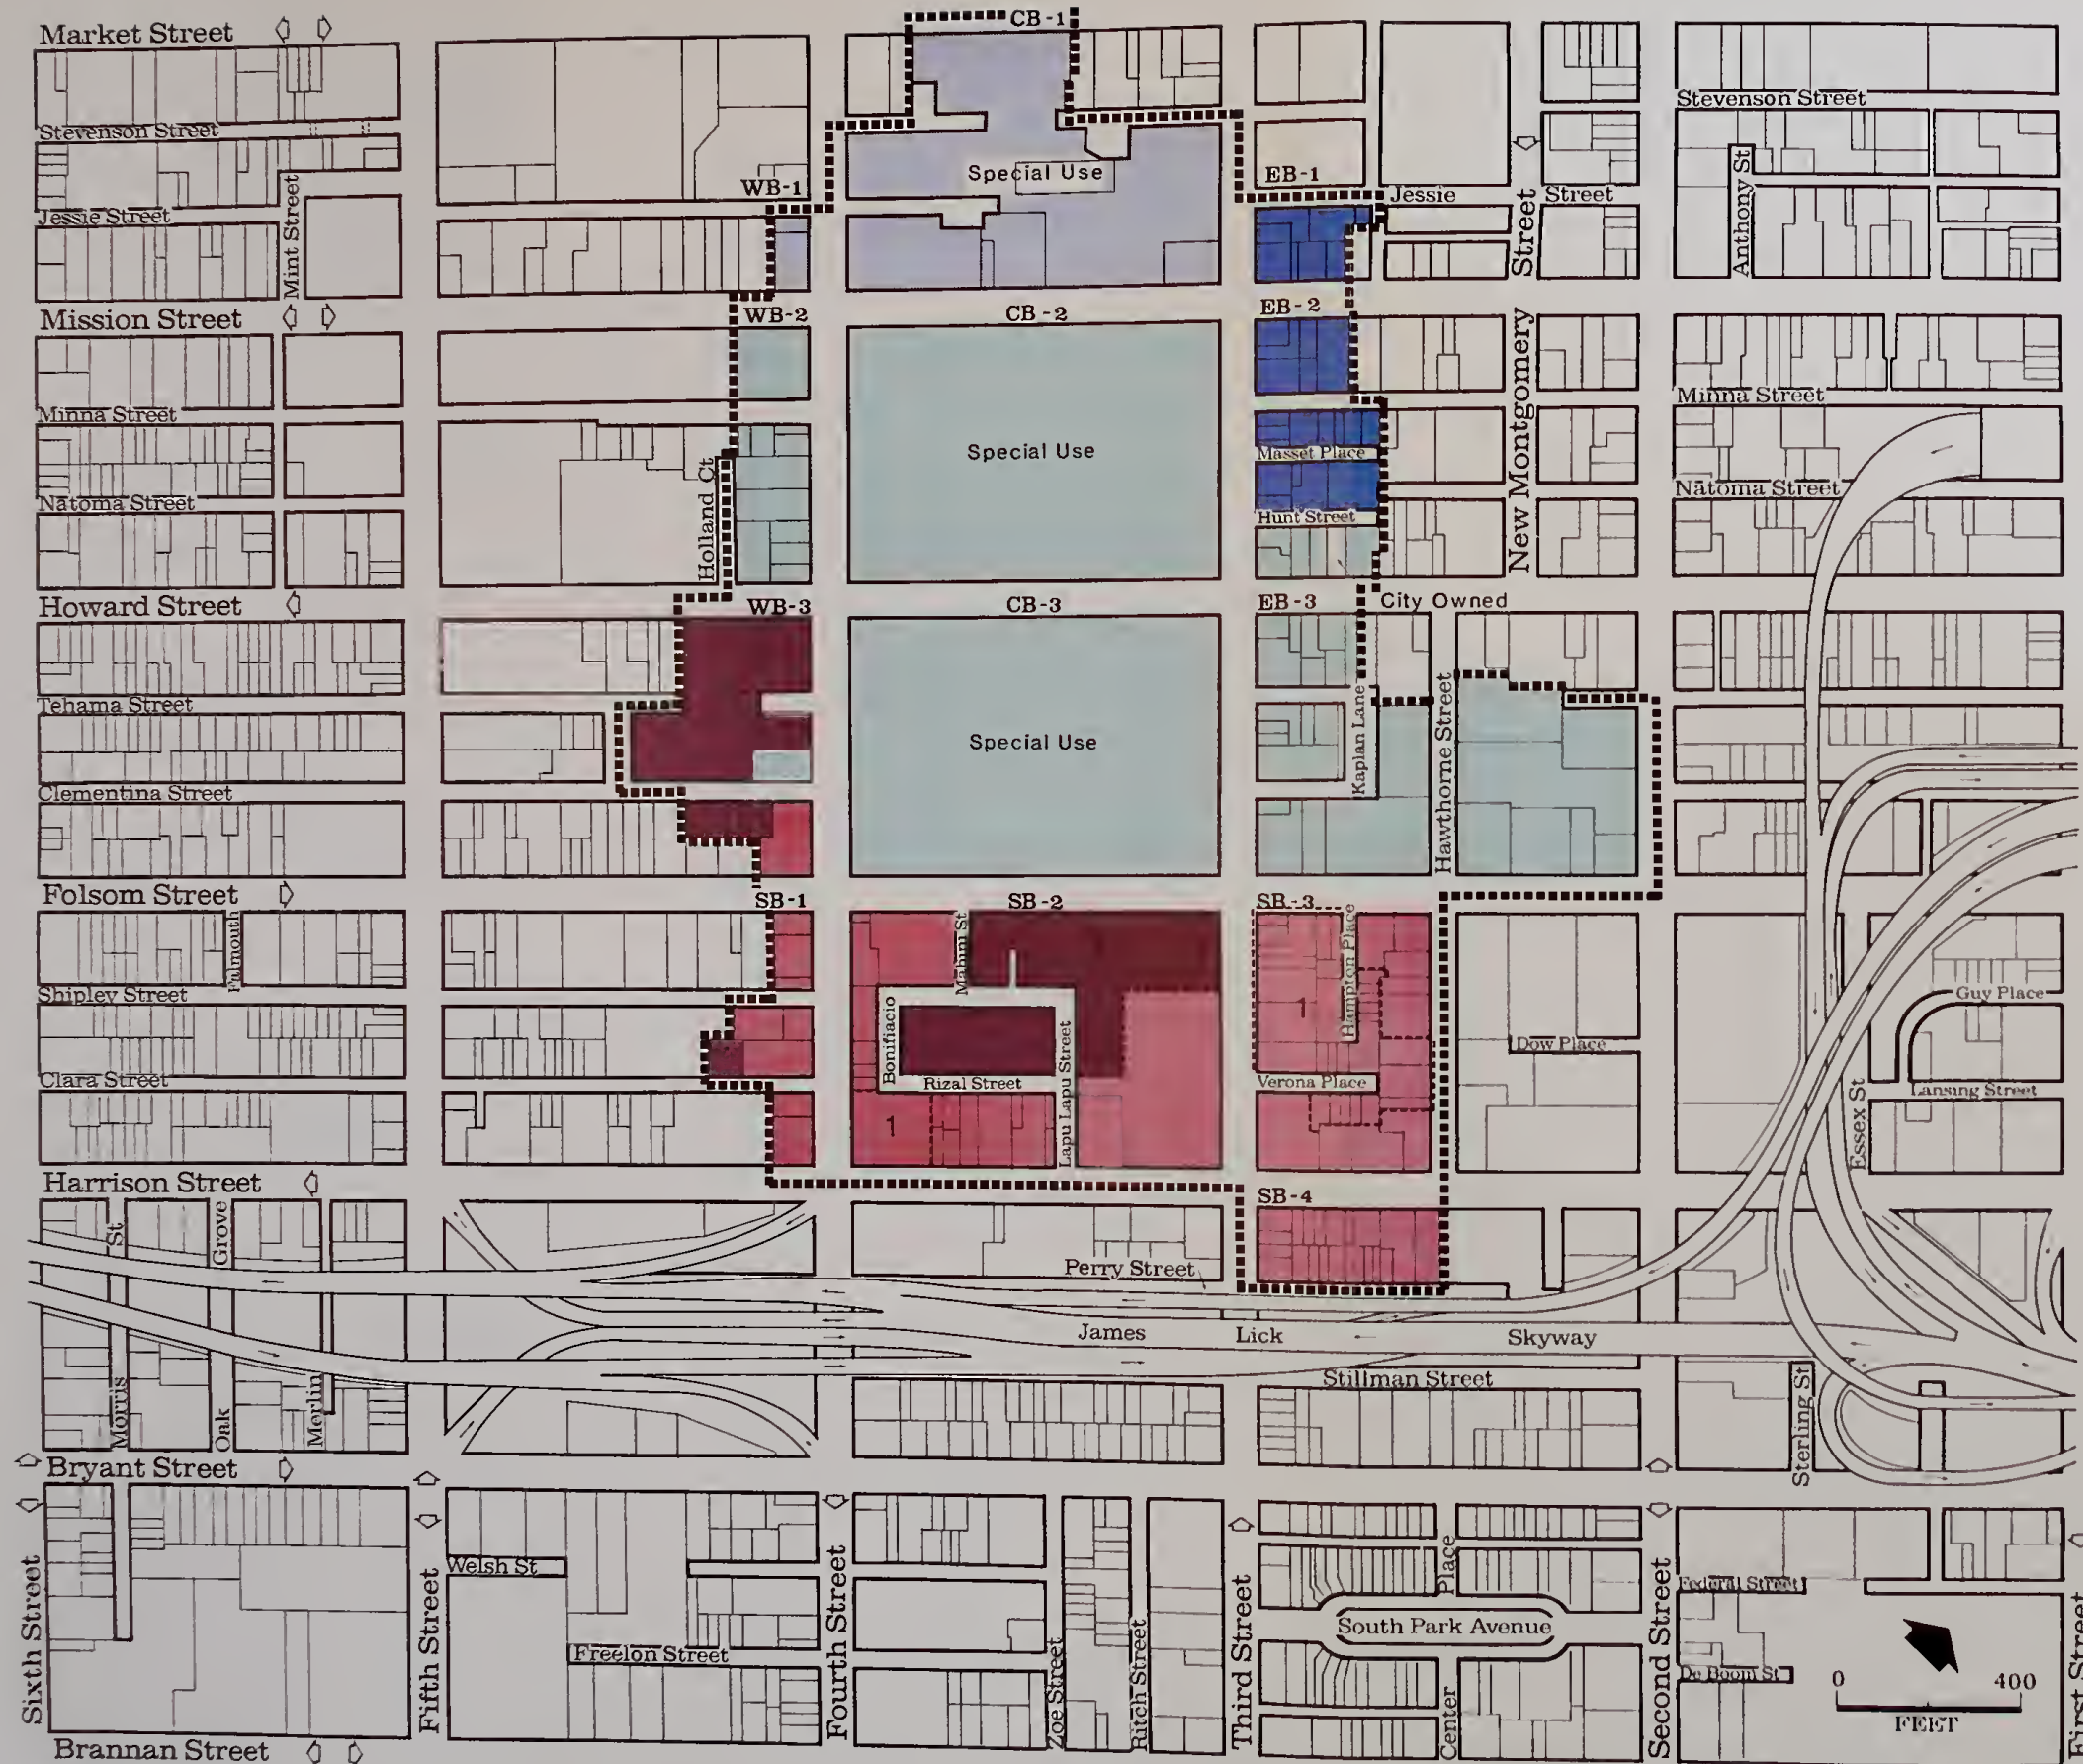 Market Street
CB-1
Stevenson Street
Stevenson Street
Special Use
WB-1
EB-1
Jessie Street
Jessie
Street
Mint Street
Street
Anthony St
Mission Street
WB-2
CB-2
EB-2
Minna Street
Minna Street
Special Use
Masset Place
New Montgomery
Holland Ct
Natoma Street
Natoma Street
Hunt Street
Howard Street
WB-3
CB-3
EB-3
City Owned
Tehama Street
Special Use
Kaplan Lane
Hawthorne Street
Clementina Street
Folsom Street
SB-1
SB-2
SB-3
Falmouth
Mabini St
Hampton Place
Shipley Street
Guy Place
1
Bonifiacio
Lapu Lapu Street
Dow Place
Clara Street
Rizal Street
Verona Place
Lansing Street
Essex St
1
Harrison Street
SB-4
St
Grove
Perry Street
James
Lick
Skyway
Stillman Street
Morris
Oak
Merlin
Sterling St
Bryant Street
Welsh St
Place
Federal Street
South Park Avenue
Freelon Street
De Boom St
0
400
FEET
Sixth Street
Fifth Street
Fourth Street
Zoe Street
Ritch Street
Third Street
Center
Second Street
First Street
Brannan Street